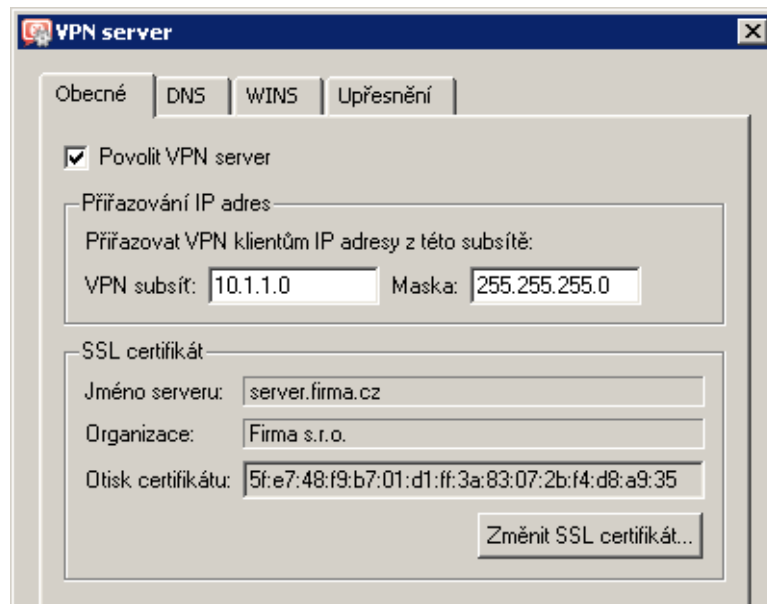 VPN server
Obecné DNS WINS Upřesnění
Povolit VPN server
Přiřazování IP adres
Přiřazovat VPN klientům IP adresy z této subsítě:
VPN subsíť: 10.1.1.0 Maska: 255.255.255.0
SSL certifikát
Jméno serveru: server.firma.cz
Organizace: Firma s.r.o.
Otisk certifikátu: 5f:e7:48:f9:b7:01:d1:ff:3a:83:07:2b:f4:d8:a9:35
Změnit SSL certifikát...